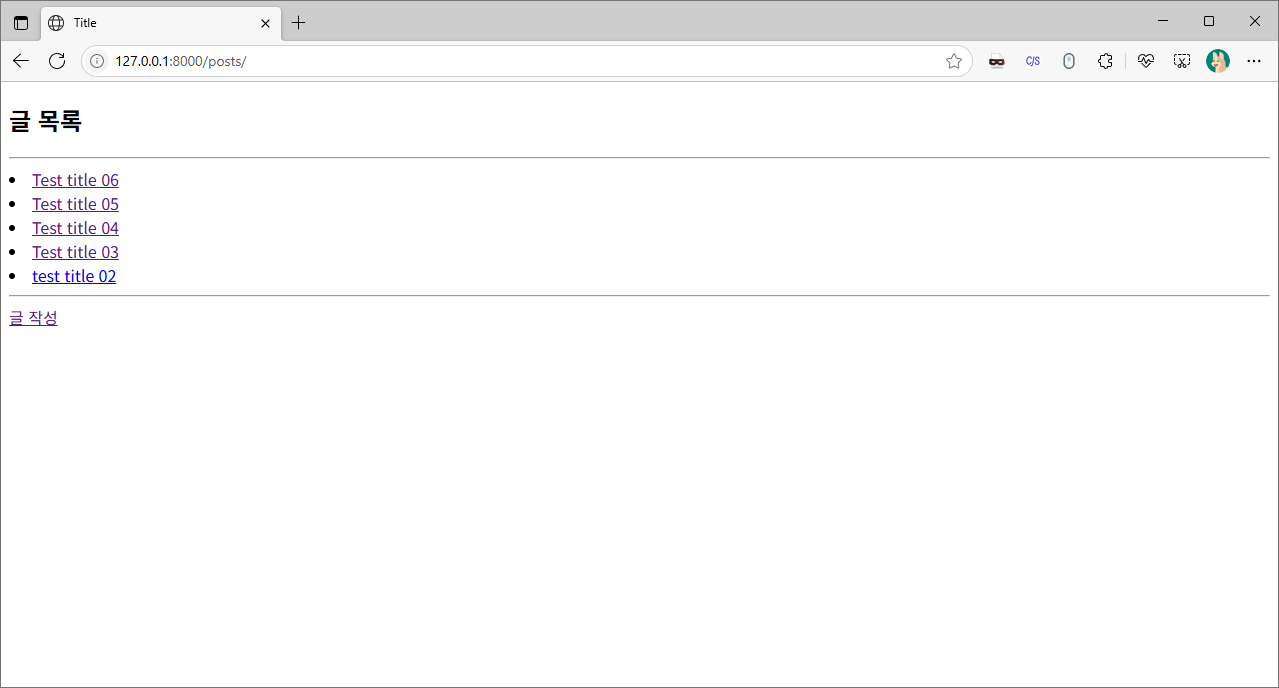 Title
127.0.0.1:8000/posts/
C/S
글 목록
Test title 06
Test title 05
Test title 04
Test title 03
test title 02
글 작성